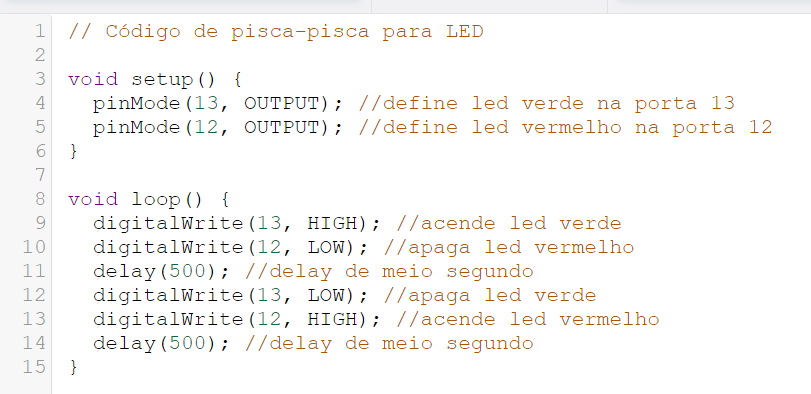 1 // Código de pisca-pisca para LED
2
3 void setup() {
4   pinMode(13, OUTPUT); //define led verde na porta 13
5   pinMode(12, OUTPUT); //define led vermelho na porta 12
6 }
7
8 void loop() {
9   digitalWrite(13, HIGH); //acende led verde
10   digitalWrite(12, LOW); //apaga led vermelho
11   delay(500); //delay de meio segundo
12   digitalWrite(13, LOW); //apaga led verde
13   digitalWrite(12, HIGH); //acende led vermelho
14   delay(500); //delay de meio segundo
15 }